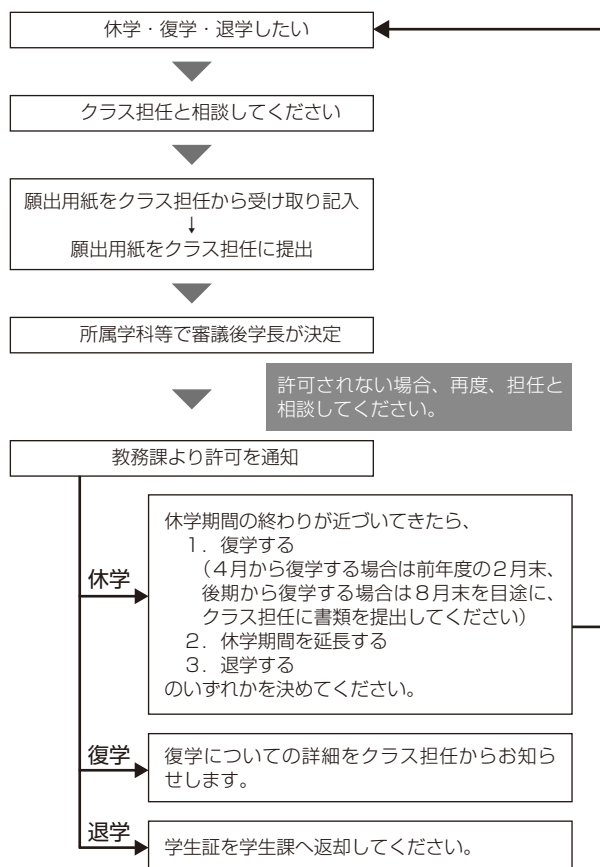 休学・復学・退学したい
クラス担任と相談してください
願出用紙をクラス担任から受け取り記入
↓
願出用紙をクラス担任に提出
所属学科等で審議後学長が決定
許可されない場合、再度、担任と
相談してください。
教務課より許可を通知
休学
休学期間の終わりが近づいてきたら、
1．復学する
（４月から復学する場合は前年度の２月末、
後期から復学する場合は８月末を目途に、
クラス担任に書類を提出してください）
2．休学期間を延長する
3．退学する
のいずれかを決めてください。
復学
復学についての詳細をクラス担任からお知ら
せします。
退学
学生証を学生課へ返却してください。